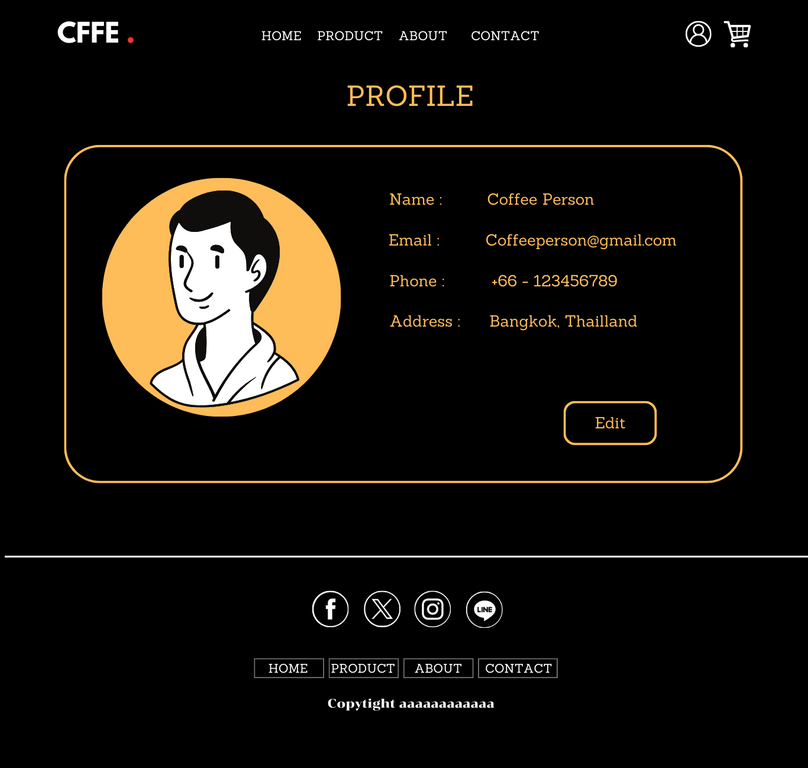 CFFE .
HOME PRODUCT ABOUT CONTACT
PROFILE
Name : Coffee Person
Email : Coffeeperson@gmail.com
Phone : +66 - 123456789
Address : Bangkok, Thailland
Edit
LINE
HOME PRODUCT ABOUT CONTACT
Copytight aaaaaaaaaaaa